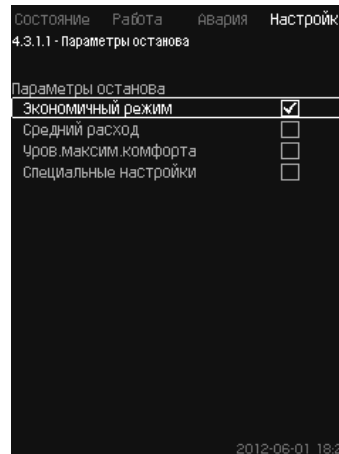 Состояние Работа Авария Настройк
4.3.1.1 - Параметры останова
Параметры останова
Экономичный режим
Средний расход
Уров.максим.комфорта
Специальные настройки
2012-06-01 18:2